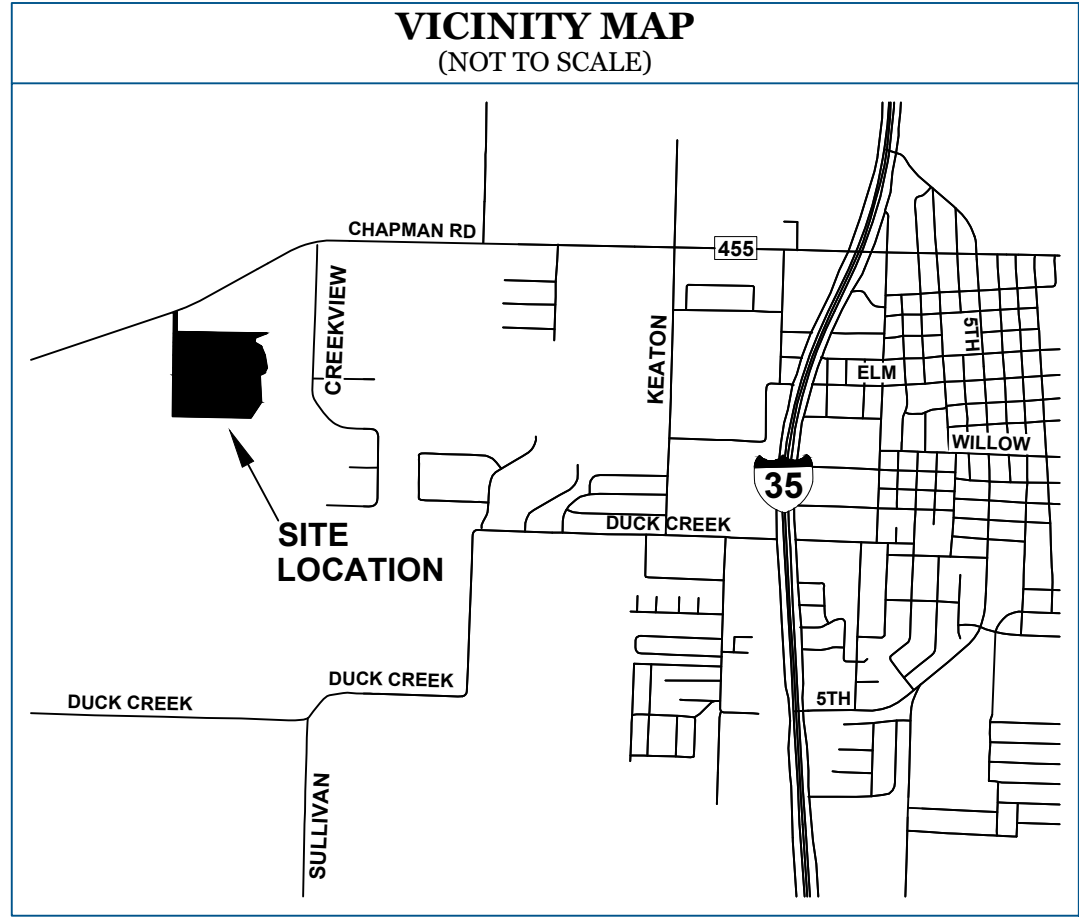 VICINITY MAP
(NOT TO SCALE)
CHAPMAN RD
455
CREEKVIEW
KEATON
5TH
ELM
WILLOW
35
DUCK CREEK
SITE
LOCATION
DUCK CREEK
DUCK CREEK
5TH
SULLIVAN